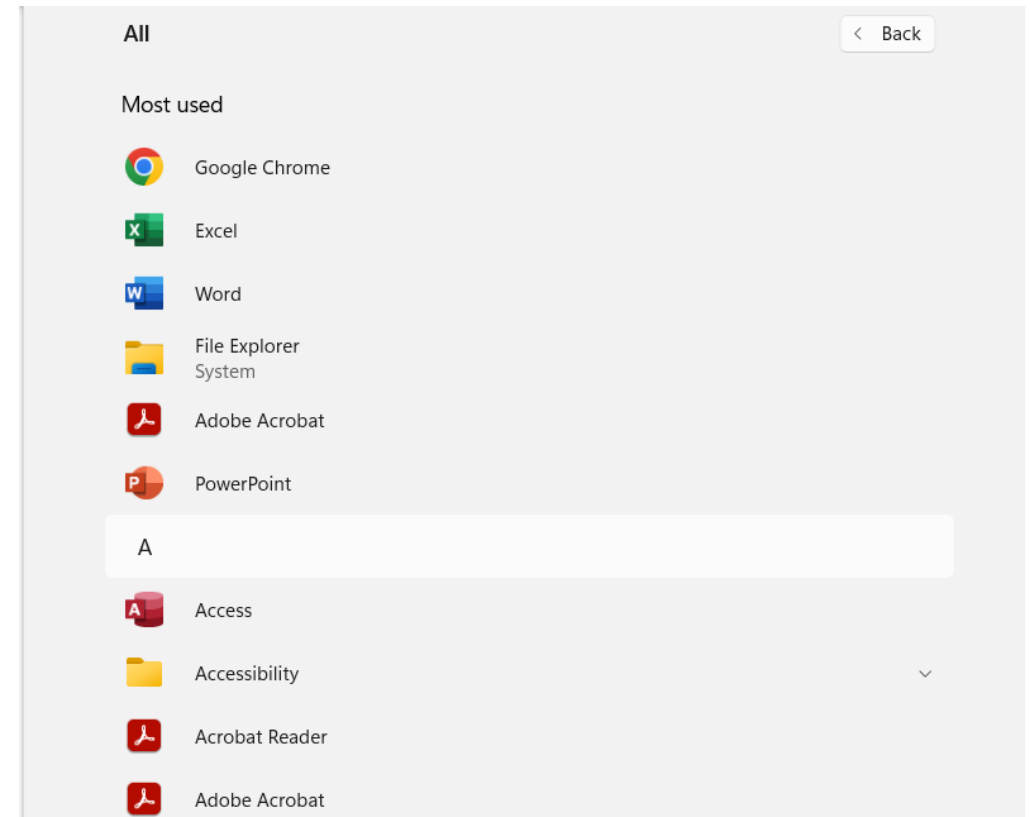 All
Back
Most used
Google Chrome
Excel
Word
File Explorer
System
Adobe Acrobat
PowerPoint
A
Access
Accessibility
Acrobat Reader
Adobe Acrobat